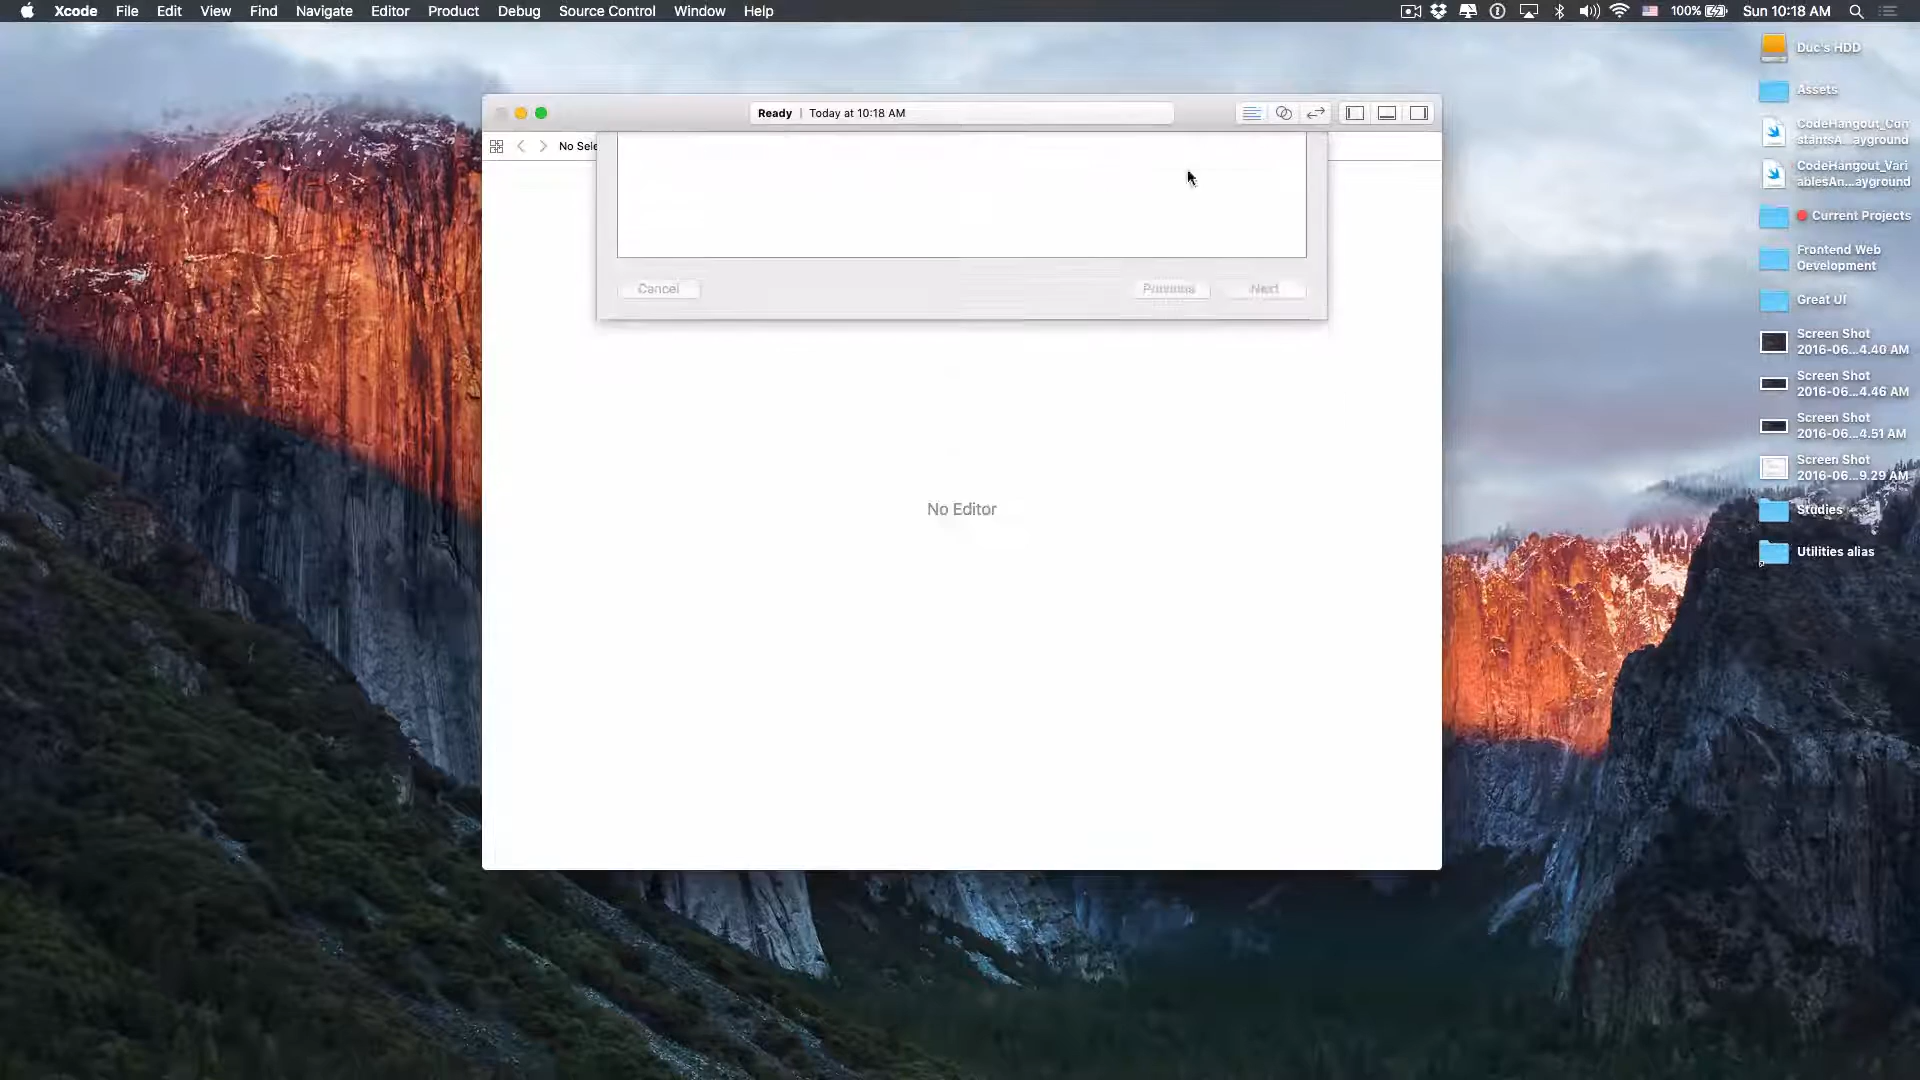 Xcode File Edit View Find Navigate Editor Product Debug Source Control Window Help 100% Sun 10:18 AM
Duc's HDD
Assets
CodeHangout_Con
stantsA...ayground
CodeHangout_Vari
ablesAn...ayground
Current Projects
Frontend Web
Development
Great UI
Screen Shot
2016-06...4.40 AM
Screen Shot
2016-06...4.46 AM
Screen Shot
2016-06...4.51 AM
Screen Shot
2016-06...9.29 AM
Studies
Utilities alias
Ready | Today at 10:18 AM
No Sele
Cancel Previous Next
No Editor